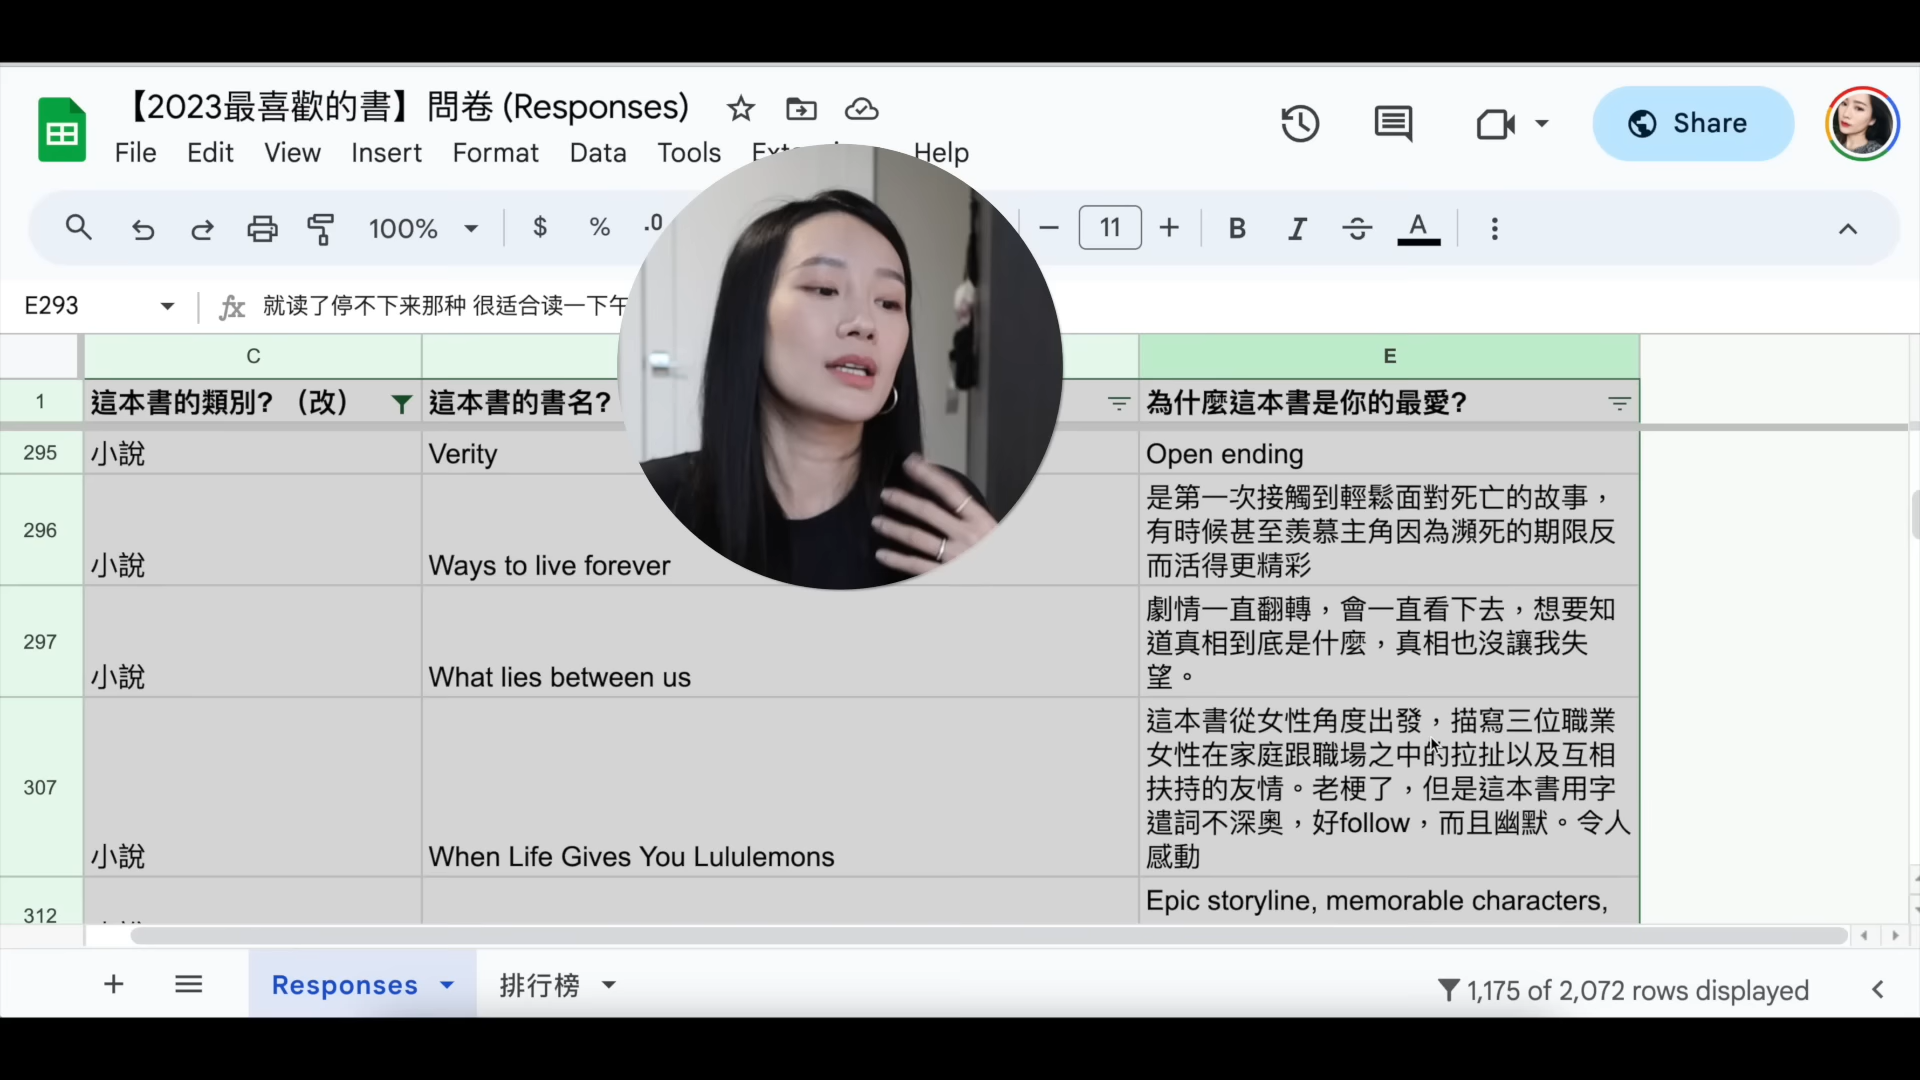 【2023最喜歡的書】問卷 (Responses)
File Edit View Insert Format Data Tools Help
Share
100% $ % .0 11 B I S A
E293 fx 就读了停不下来那种 很适合读一下午
C E
1 這本書的類別? （改） 這本書的書名? 為什麼這本書是你的最愛?
295 小說 Verity Open ending
296 小說 Ways to live forever 是第一次接觸到輕鬆面對死亡的故事，
有時候甚至羨慕主角因為瀕死的期限反
而活得更精彩
297 小說 What lies between us 劇情一直翻轉，會一直看下去，想要知
道真相到底是什麼，真相也沒讓我失
望。
307 小說 When Life Gives You Lululemons 這本書從女性角度出發，描寫三位職業
女性在家庭跟職場之中的拉扯以及互相
扶持的友情。老梗了，但是這本書用字
遣詞不深奧，好follow，而且幽默。令人
感動
312 Epic storyline, memorable characters,
Responses 排行榜 1,175 of 2,072 rows displayed